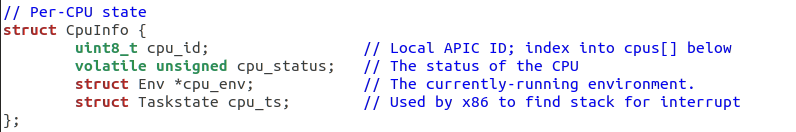 // Per-CPU state
struct CpuInfo {
        uint8_t cpu_id;                 // Local APIC ID; index into cpus[] below
        volatile unsigned cpu_status;   // The status of the CPU
        struct Env *cpu_env;            // The currently-running environment.
        struct Taskstate cpu_ts;        // Used by x86 to find stack for interrupt
};